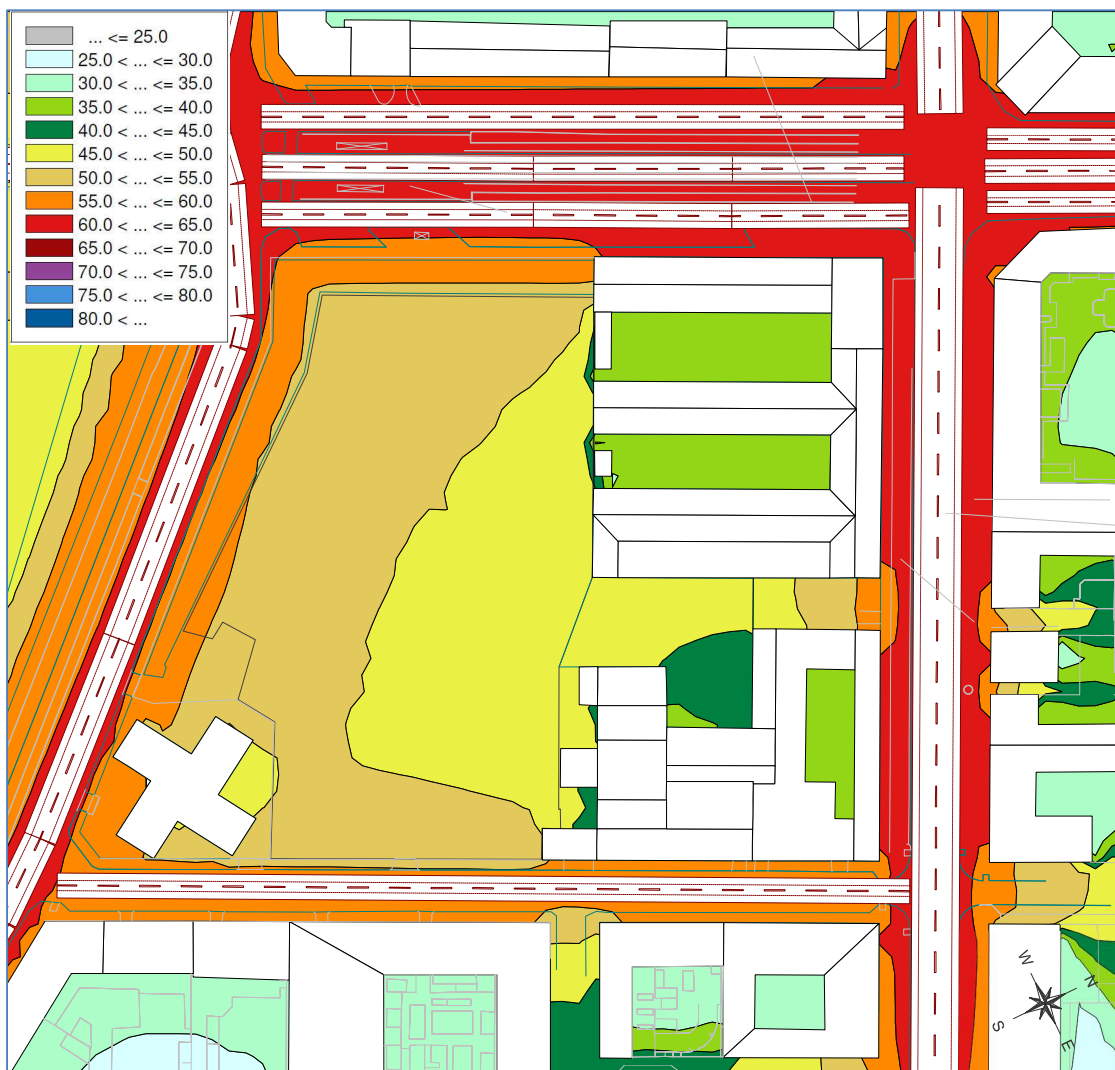 ... <= 25.0
25.0 < ... <= 30.0
30.0 < ... <= 35.0
35.0 < ... <= 40.0
40.0 < ... <= 45.0
45.0 < ... <= 50.0
50.0 < ... <= 55.0
55.0 < ... <= 60.0
60.0 < ... <= 65.0
65.0 < ... <= 70.0
70.0 < ... <= 75.0
75.0 < ... <= 80.0
80.0 < ...
W
N
S
E